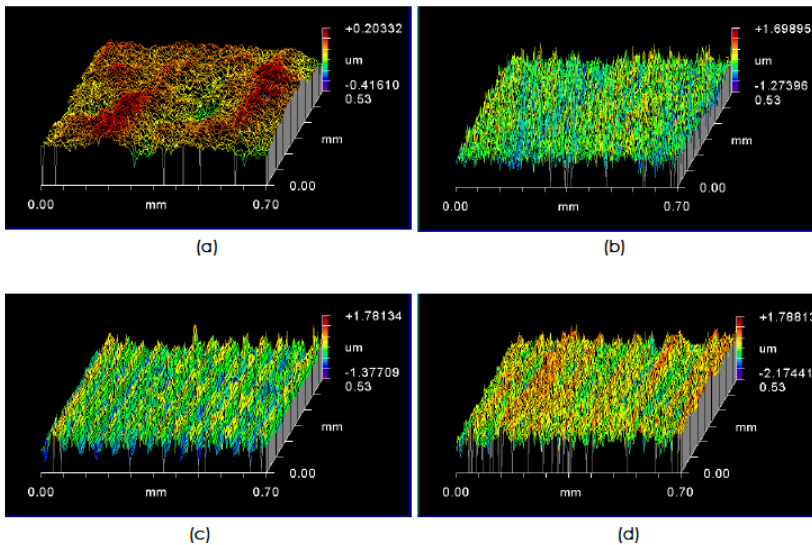 +0.20332
um
-0.41610
0.53
mm
0.00
0.00 mm 0.70
(a)
+1.69895
um
-1.27396
0.53
mm
0.00
0.00 mm 0.70
(b)
+1.78134
um
-1.37709
0.53
mm
0.00
0.00 mm 0.70
(c)
+1.78813
um
-2.17441
0.53
mm
0.00
0.00 mm 0.70
(d)